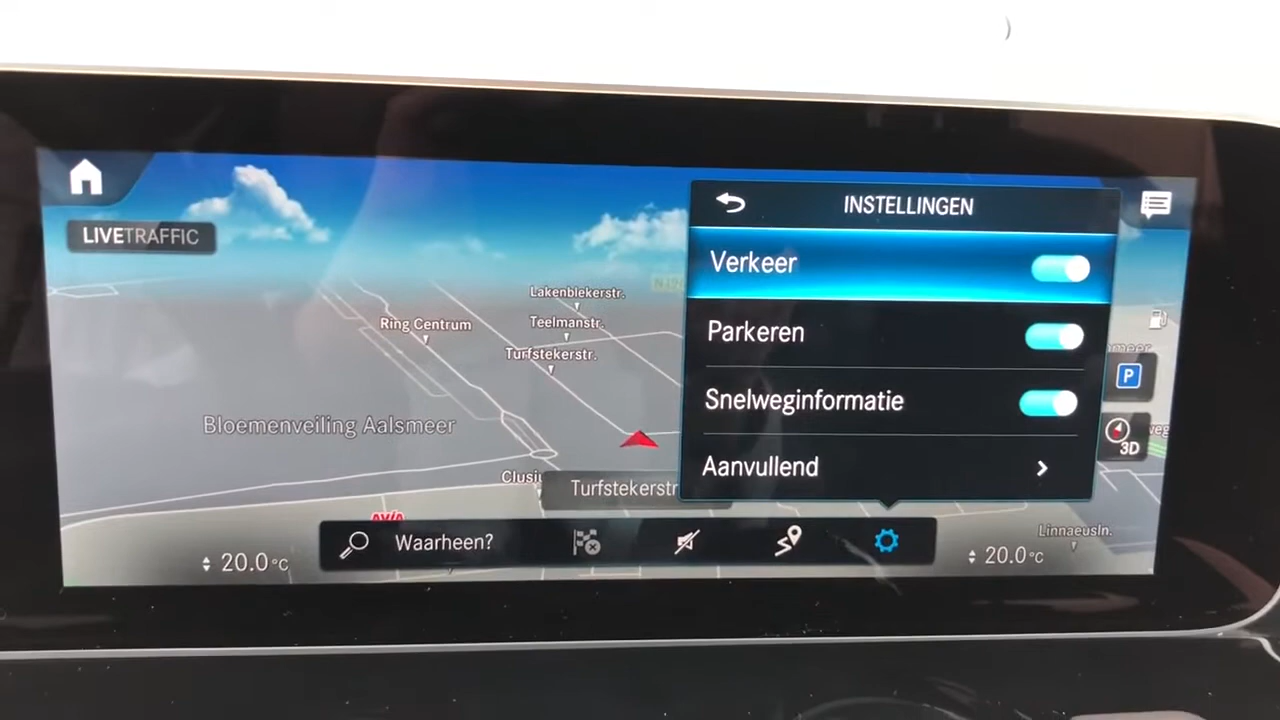 INSTELLINGEN
LIVETRAFFIC
Verkeer
Lakenblekerstr.
Ring Centrum
Teelmanstr.
Parkeren
Turfstekerstr.
P
Snelweginformatie
Bloemenveiling Aalsmeer
3D
Aanvullend
Turfstekerstr
AVIA
Waarheen?
Linnaeusln.
20.0°C
20.0°C